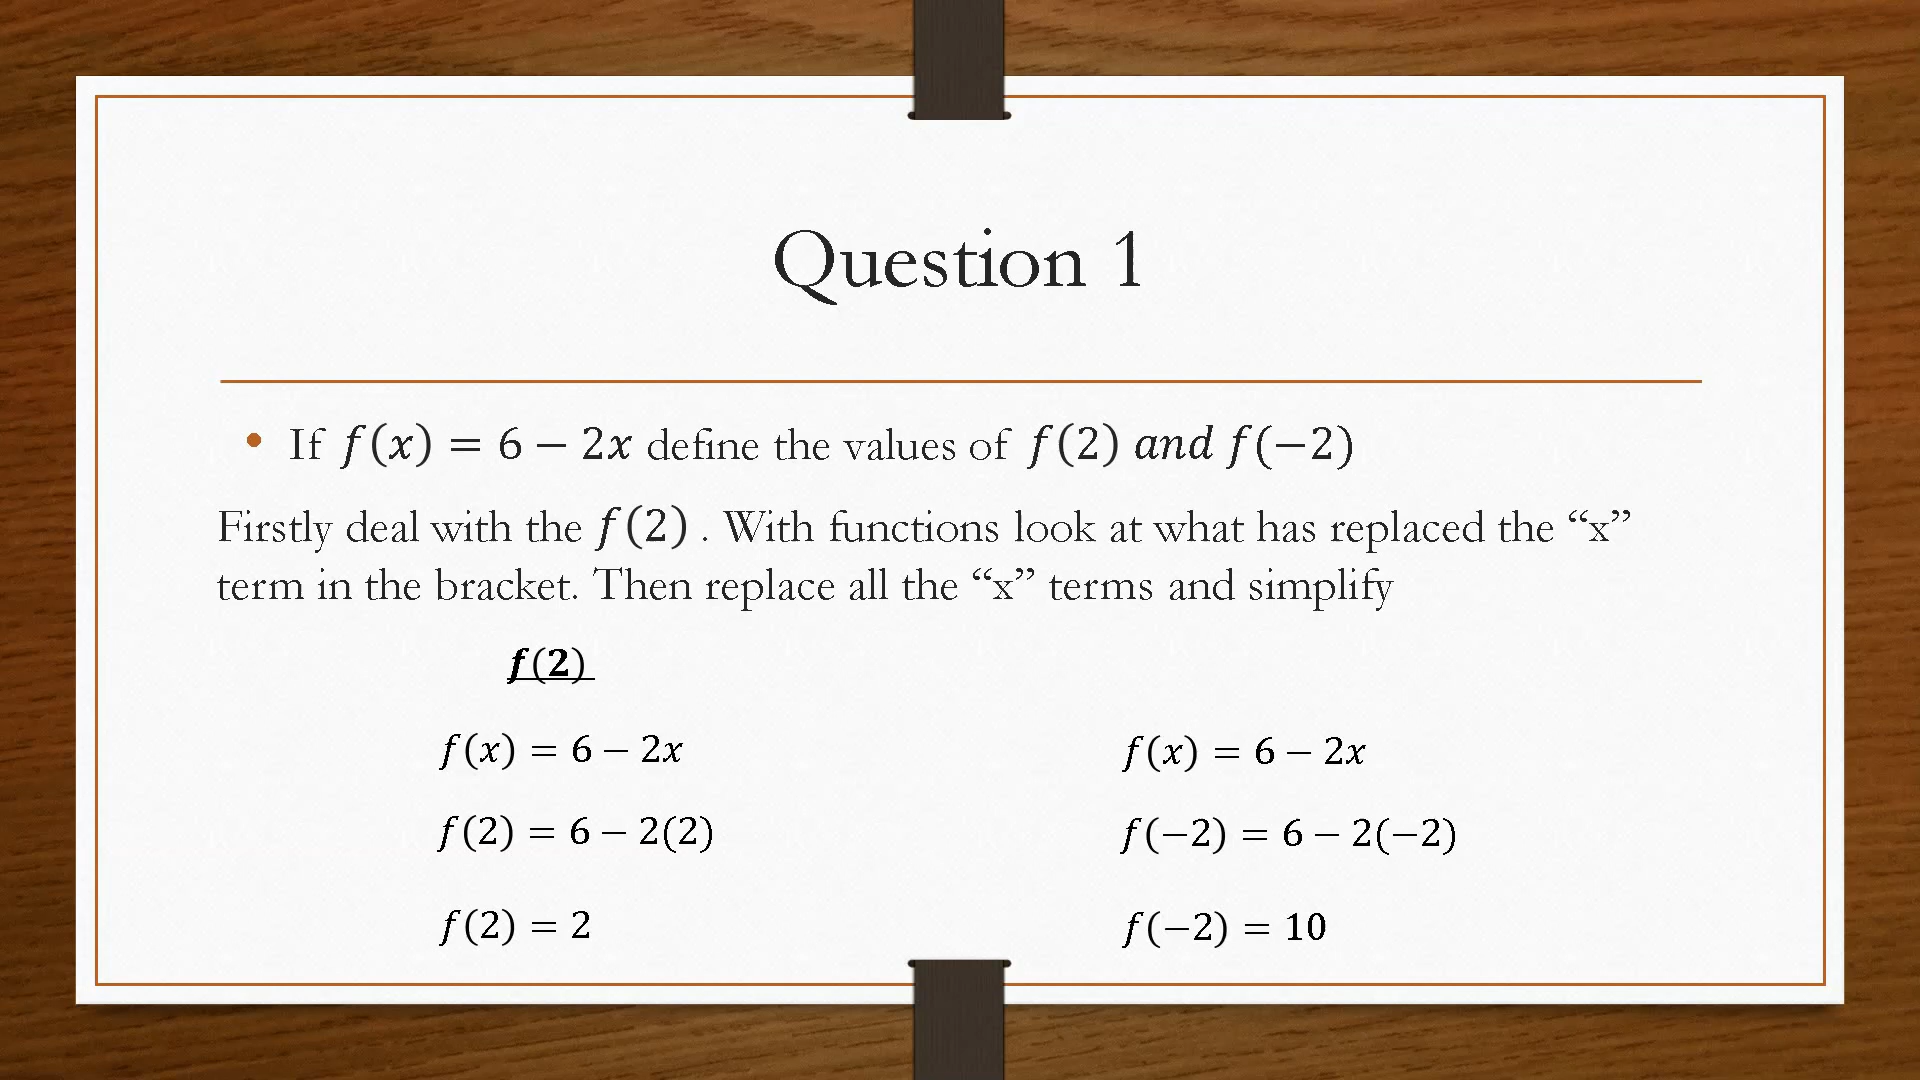 Question 1
• If f(x) = 6 − 2x define the values of f(2) and f(−2)
Firstly deal with the f(2) . With functions look at what has replaced the “x”
term in the bracket. Then replace all the “x” terms and simplify
f(2)
f(x) = 6 − 2x
f(2) = 6 − 2(2)
f(2) = 2
f(x) = 6 − 2x
f(−2) = 6 − 2(−2)
f(−2) = 10